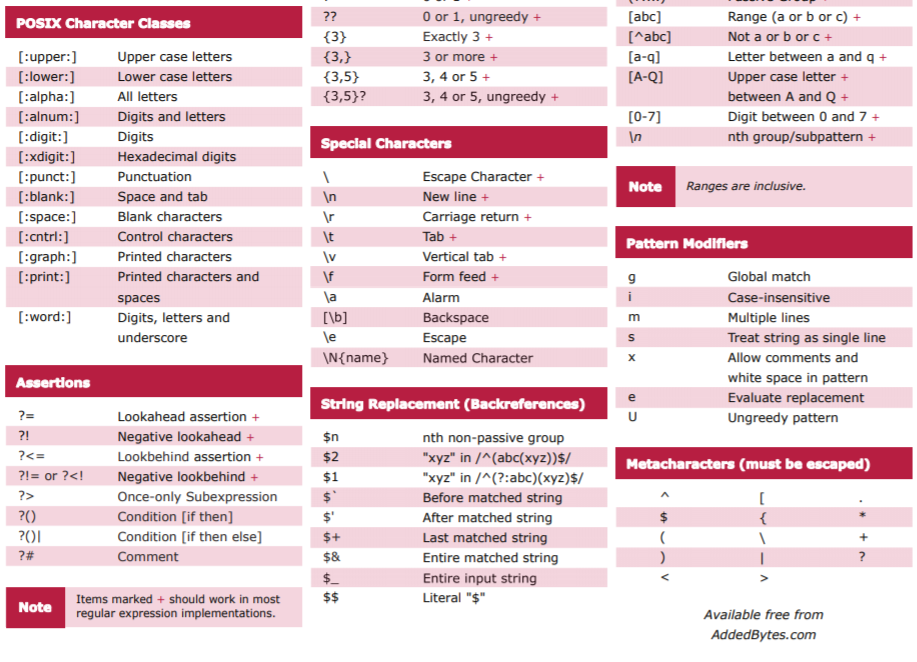 POSIX Character Classes
[:upper:] Upper case letters
[:lower:] Lower case letters
[:alpha:] All letters
[:alnum:] Digits and letters
[:digit:] Digits
[:xdigit:] Hexadecimal digits
[:punct:] Punctuation
[:blank:] Space and tab
[:space:] Blank characters
[:cntrl:] Control characters
[:graph:] Printed characters
[:print:] Printed characters and
spaces
[:word:] Digits, letters and
underscore
Assertions
?= Lookahead assertion +
?! Negative lookahead +
?<= Lookbehind assertion +
?!= or ?<! Negative lookbehind +
?> Once-only Subexpression
?() Condition [if then]
?()| Condition [if then else]
?# Comment
Note
Items marked + should work in most
regular expression implementations.
?? 0 or 1, ungreedy +
{3} Exactly 3 +
{3,} 3 or more +
{3,5} 3, 4 or 5 +
{3,5}? 3, 4 or 5, ungreedy +
Special Characters
\ Escape Character +
\n New line +
\r Carriage return +
\t Tab +
\v Vertical tab +
\f Form feed +
\a Alarm
[\b] Backspace
\e Escape
\N{name} Named Character
String Replacement (Backreferences)
$n nth non-passive group
$2 "xyz" in /^(abc(xyz))$/
$1 "xyz" in /^(?:abc)(xyz)$/
$` Before matched string
$' After matched string
$+ Last matched string
$& Entire matched string
$_ Entire input string
$$ Literal "$"
[abc] Range (a or b or c) +
[^abc] Not a or b or c +
[a-q] Letter between a and q +
[A-Q] Upper case letter +
between A and Q +
[0-7] Digit between 0 and 7 +
\n nth group/subpattern +
Note Ranges are inclusive.
Pattern Modifiers
g Global match
i Case-insensitive
m Multiple lines
s Treat string as single line
x Allow comments and
white space in pattern
e Evaluate replacement
U Ungreedy pattern
Metacharacters (must be escaped)
^ [ .
$ { *
( \ +
) | ?
< >
Available free from
AddedBytes.com